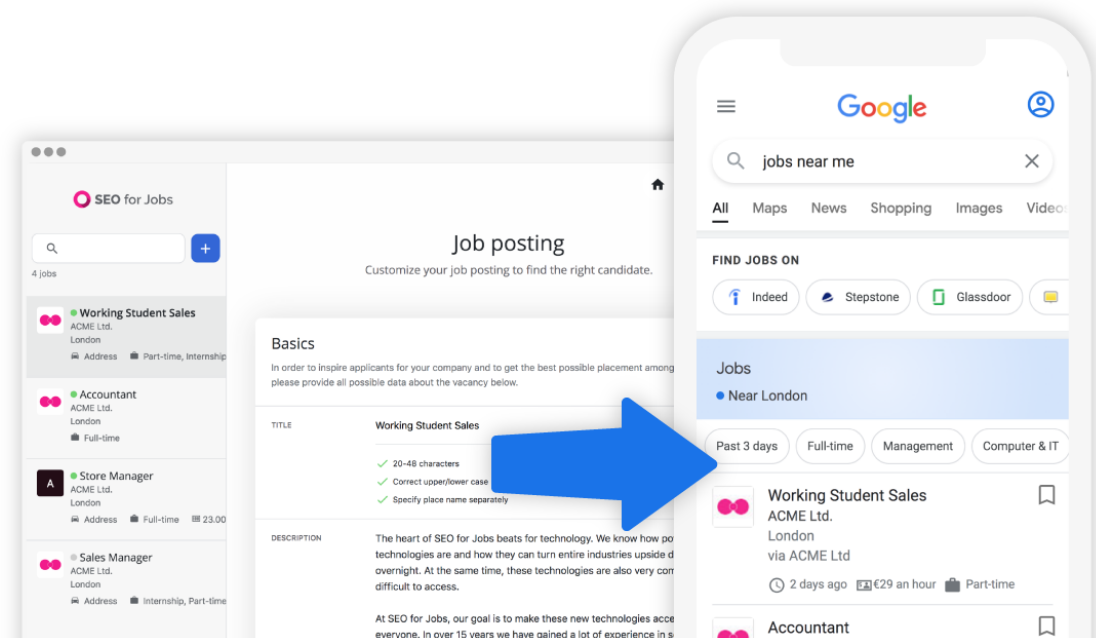 SEO for Jobs
4 jobs
Working Student Sales
ACME Ltd.
London
Address Part-time, Internship
Accountant
ACME Ltd.
London
Full-time
A
Store Manager
ACME Ltd.
London
Address Full-time 23.00
Sales Manager
ACME Ltd.
London
Address Internship, Part-time
Job posting
Customize your job posting to find the right candidate.
Basics
In order to inspire applicants for your company and to get the best possible placement among
please provide all possible data about the vacancy below.
TITLE
Working Student Sales
20-48 characters
Correct upper/lower case
Specify place name separately
DESCRIPTION
The heart of SEO for Jobs beats for technology. We know how
technologies are and how they can turn entire industries upside
overnight. At the same time, these technologies are also very
difficult to access.
At SEO for Jobs, our goal is to make these new technologies
everyone. In over 15 years we have gained a lot of experience in
Google
jobs near me
All Maps News Shopping Images Videos
FIND JOBS ON
Indeed Stepstone Glassdoor
Jobs
Near London
Past 3 days Full-time Management Computer & IT
Working Student Sales
ACME Ltd.
London
via ACME Ltd
2 days ago €29 an hour Part-time
Accountant